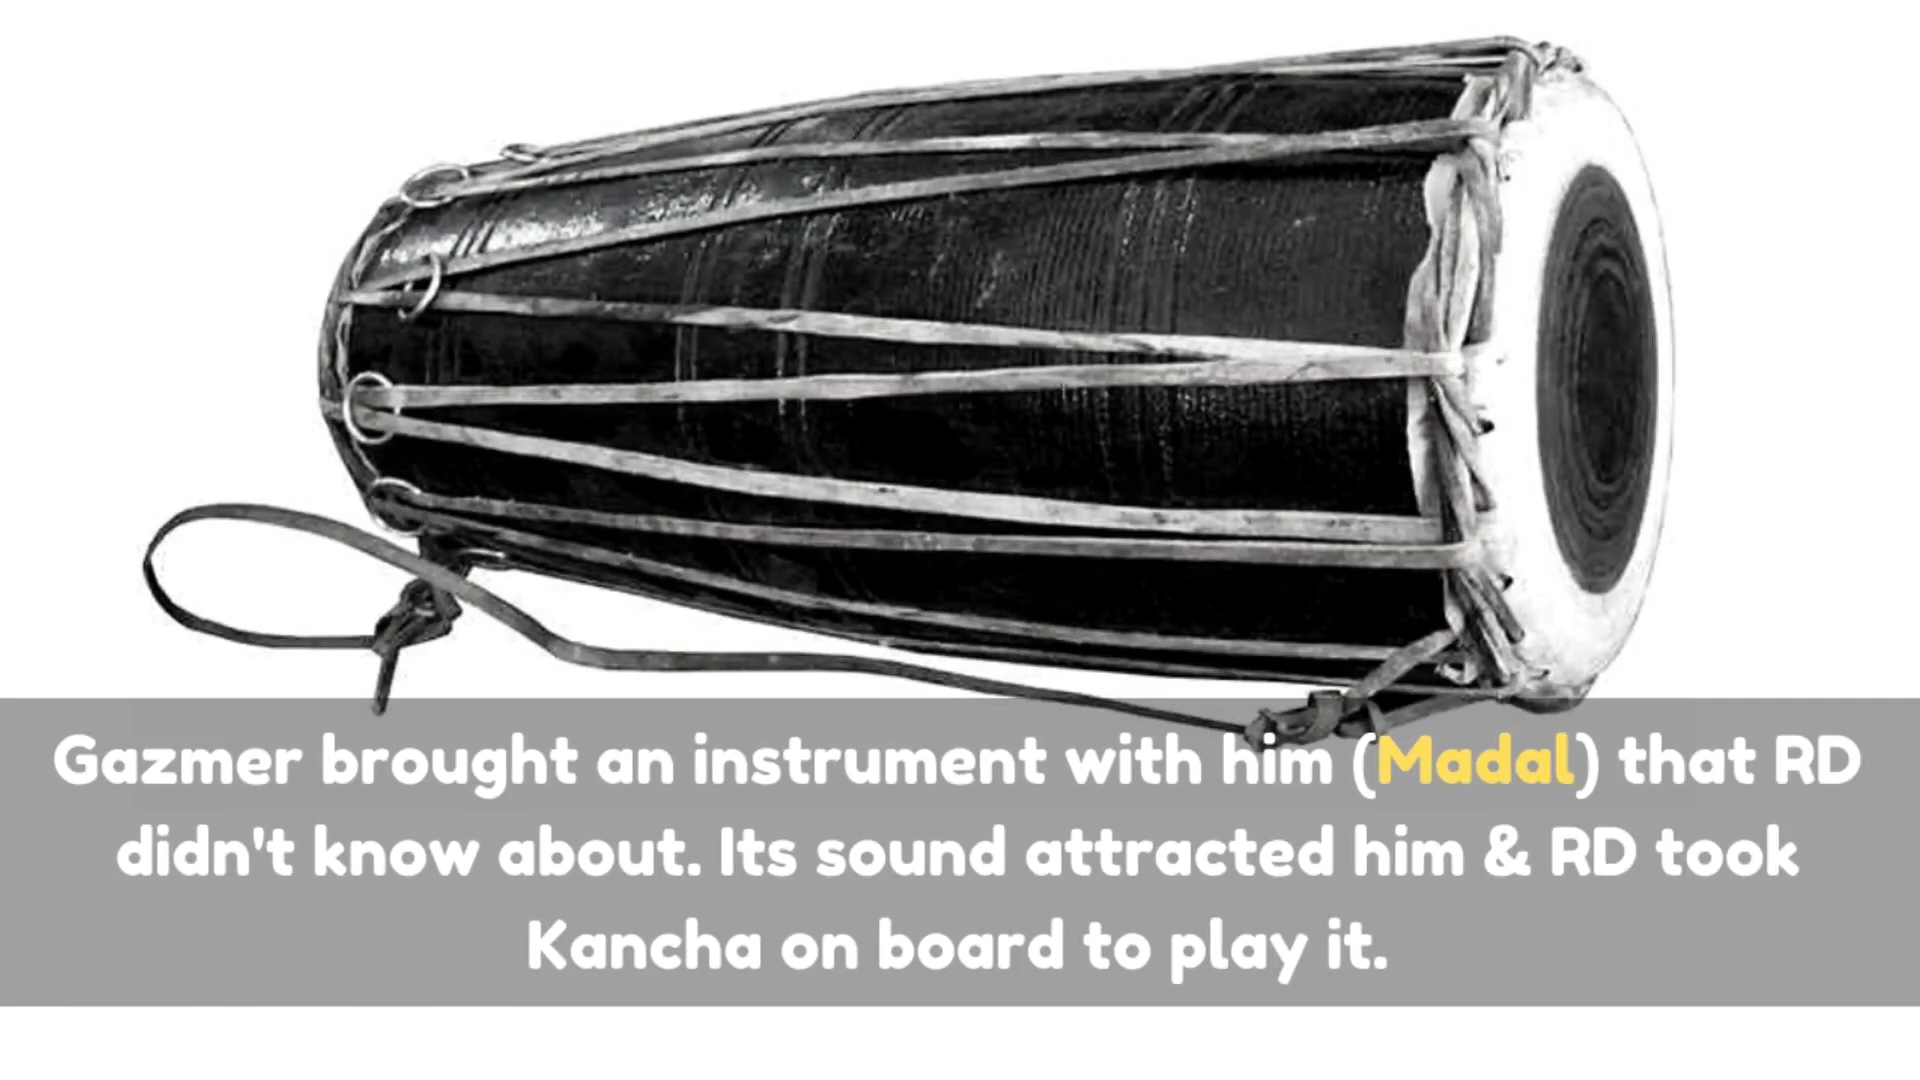 Gazmer brought an instrument with him (Madal) that RD
didn't know about. Its sound attracted him & RD took
Kancha on board to play it.